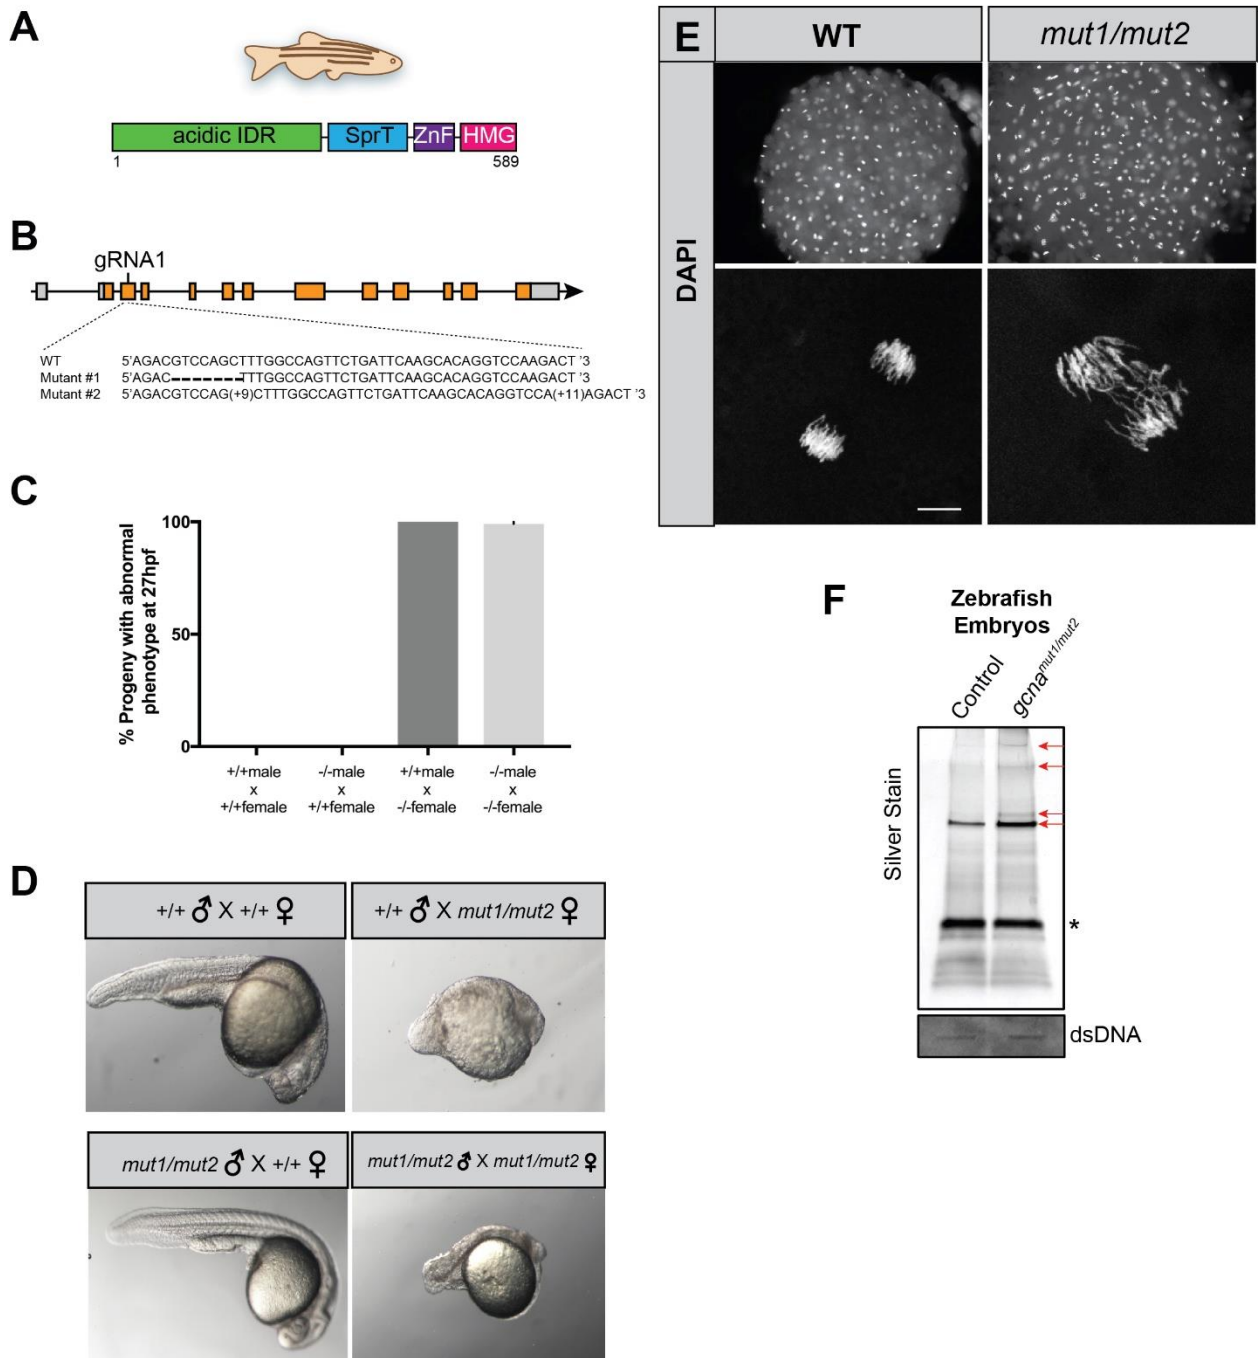 A
acidic IDR SprT ZnF HMG
1 589
B
gRNA1
WT 5'AGACGTCCAGCTTTGGCCAGTTCTGATTCAAGCACAGGTCCAAGACT '3
Mutant #1 5'AGAC--------TTTGGCCAGTTCTGATTCAAGCACAGGTCCAAGACT '3
Mutant #2 5'AGACGTCCAG(+9)CTTTGGCCAGTTCTGATTCAAGCACAGGTCCA(+11)AGACT '3
C
% Progeny with abnormal
phenotype at 27hpf
100
50
0
+/+male
x
+/+female
-/-male
x
+/+female
+/+male
x
-/-female
-/-male
x
-/-female
D
+/+ ♂ X +/+ ♀
+/+ ♂ X mut1/mut2 ♀
mut1/mut2 ♂ X +/+ ♀
mut1/mut2 ♂ X mut1/mut2 ♀
E
WT
mut1/mut2
DAPI
F
Zebrafish
Embryos
Control
gcna mut1/mut2
Silver Stain
*
dsDNA